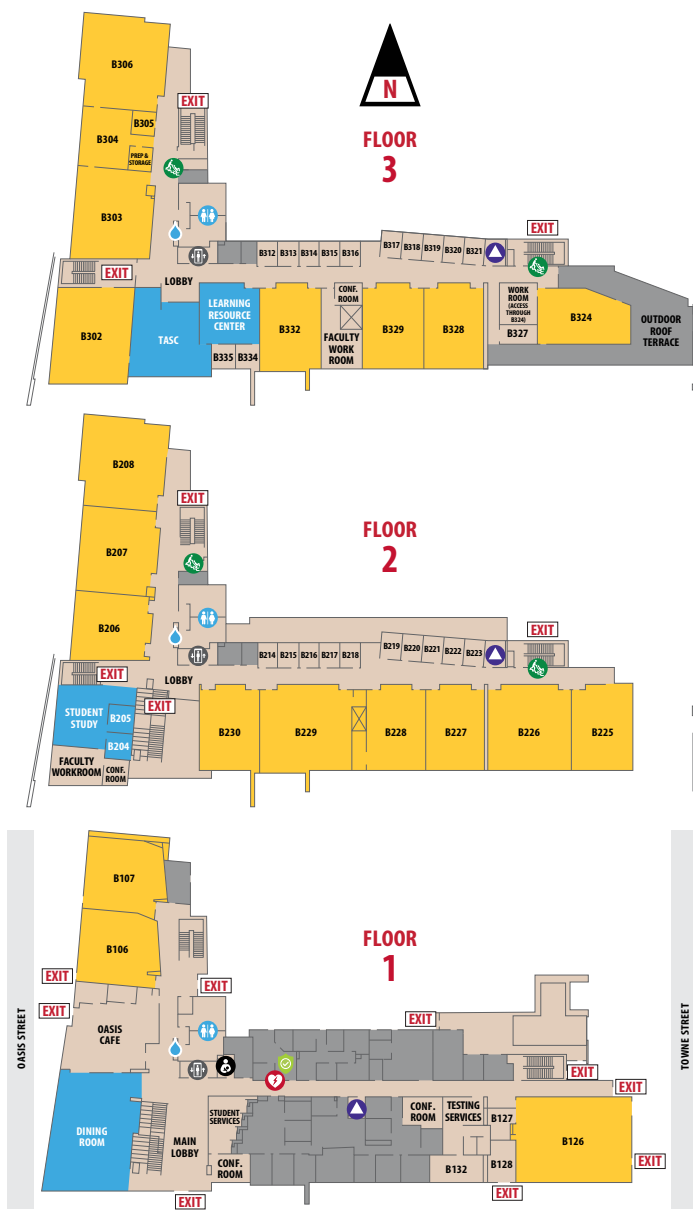 B306
EXIT
N
B305
B304
FLOOR
3
PREP &
STORAGE
B303
EXIT
B317
B318
B319
B320
B321
B312
B313
B314
B315
B316
EXIT
LOBBY
CONF.
ROOM
WORK
ROOM
(ACCESS
THROUGH
B324)
LEARNING
RESOURCE
CENTER
B302
TASC
B332
FACULTY
WORK
ROOM
B329
B328
B327
B324
OUTDOOR
ROOF
TERRACE
B335
B334
B208
EXIT
FLOOR
2
B207
B206
EXIT
B219
B220
B221
B222
B223
B214
B215
B216
B217
B218
EXIT
LOBBY
EXIT
STUDENT
STUDY
B205
B204
B230
B229
B228
B227
B226
B225
FACULTY
WORKROOM
CONF.
ROOM
B107
B106
FLOOR
1
EXIT
EXIT
EXIT
EXIT
OASIS STREET
TOWNE STREET
OASIS
CAFE
EXIT
EXIT
DINING
ROOM
MAIN
LOBBY
STUDENT
SERVICES
CONF.
ROOM
CONF.
ROOM
TESTING
SERVICES
B127
B126
B132
B128
EXIT
EXIT
EXIT